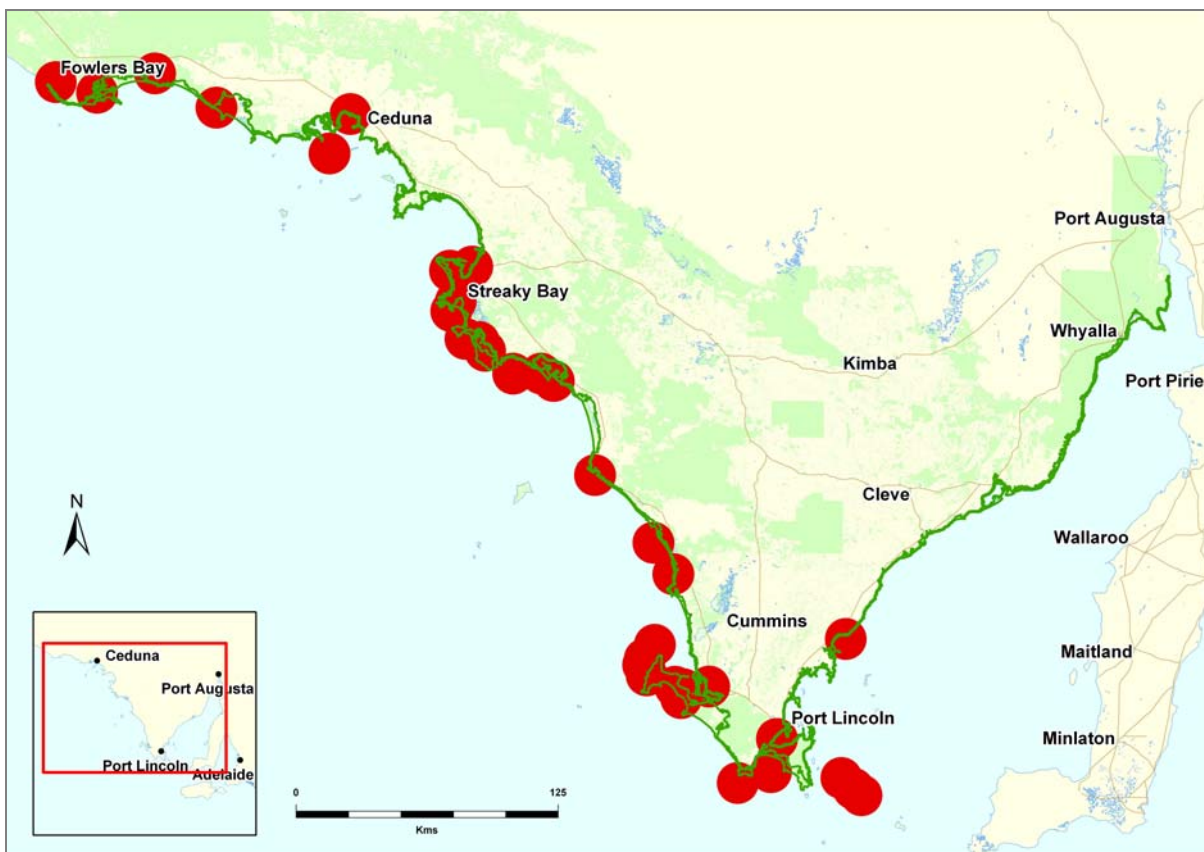 Fowlers Bay
Ceduna
Port Augusta
Streaky Bay
Whyalla
Kimba
Port Pirie
Cleve
N
Wallaroo
Cummins
Maitland
Ceduna
Port Augusta
Port Lincoln
Minlaton
Port Lincoln
Adelaide
0
125
Kms